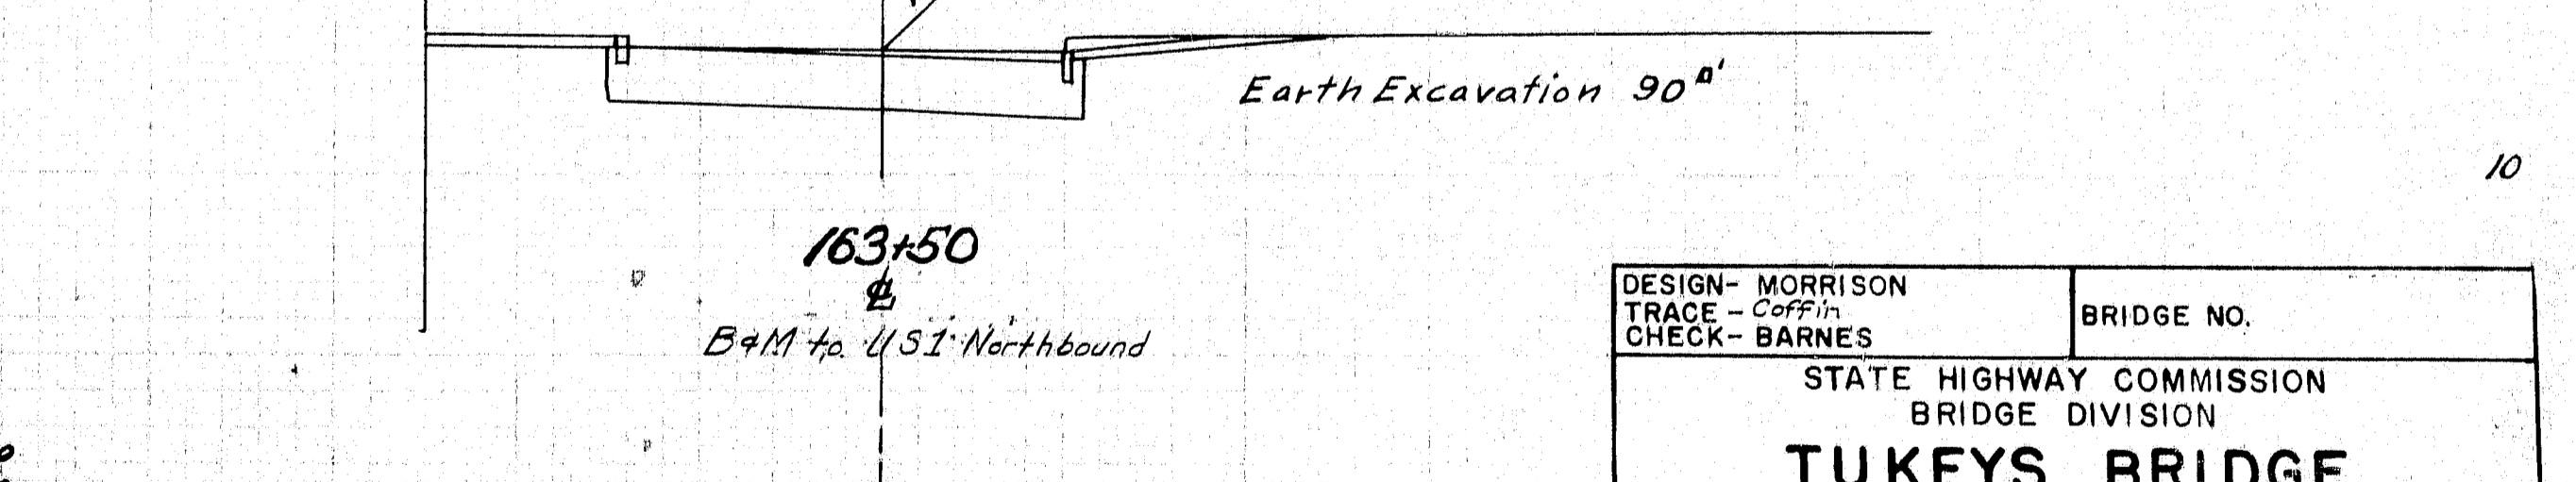 Earth Excavation 90□'
10
163+50
℄
B&M to US1 Northbound
DESIGN- MORRISON
TRACE - Coffin
CHECK- BARNES
BRIDGE NO.
STATE HIGHWAY COMMISSION
BRIDGE DIVISION
TUKEYS BRIDGE